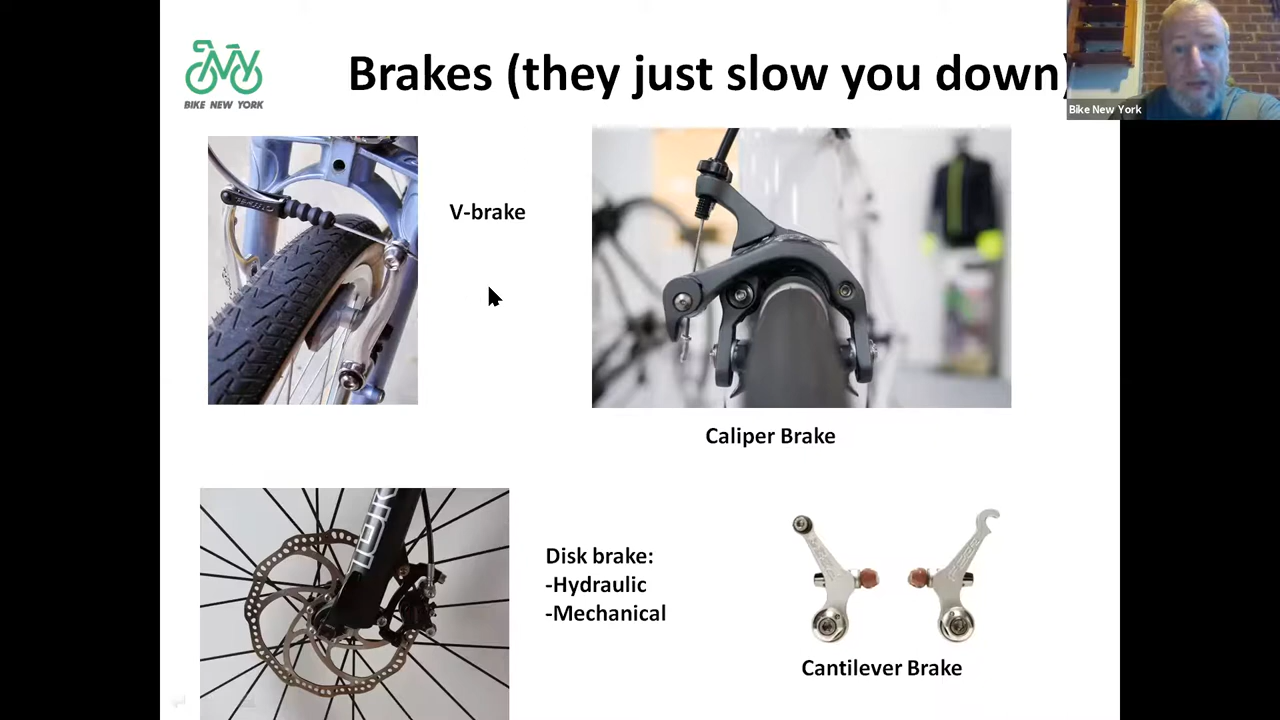 Brakes (they just slow you down)
Bike New York
BIKE NEW YORK
V-brake
Caliper Brake
Disk brake:
-Hydraulic
-Mechanical
Cantilever Brake